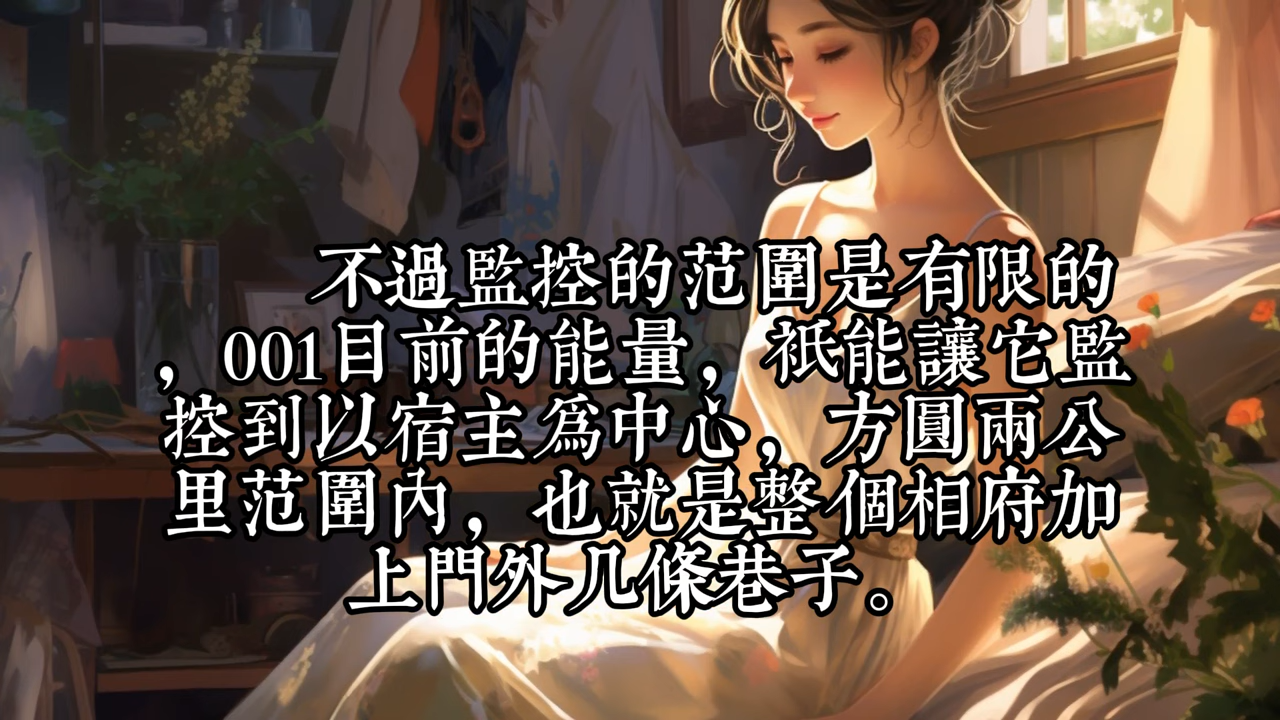 不過監控的范圍是有限的
，001目前的能量，衹能讓它監
控到以宿主爲中心，方圓兩公
里范圍內，也就是整個相府加
上門外几條巷子。